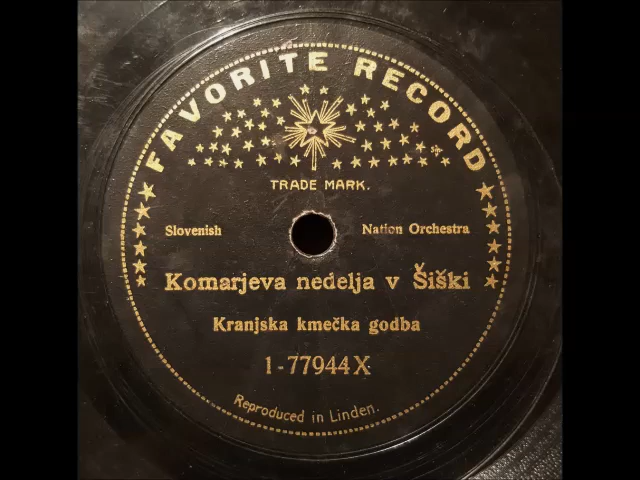 FAVORITE RECORD
TRADE MARK.
Slovenish Nation Orchestra
Komarjeva nedelja v Šiški
Kranjska kmečka godba
1-77944X
Reproduced in Linden.